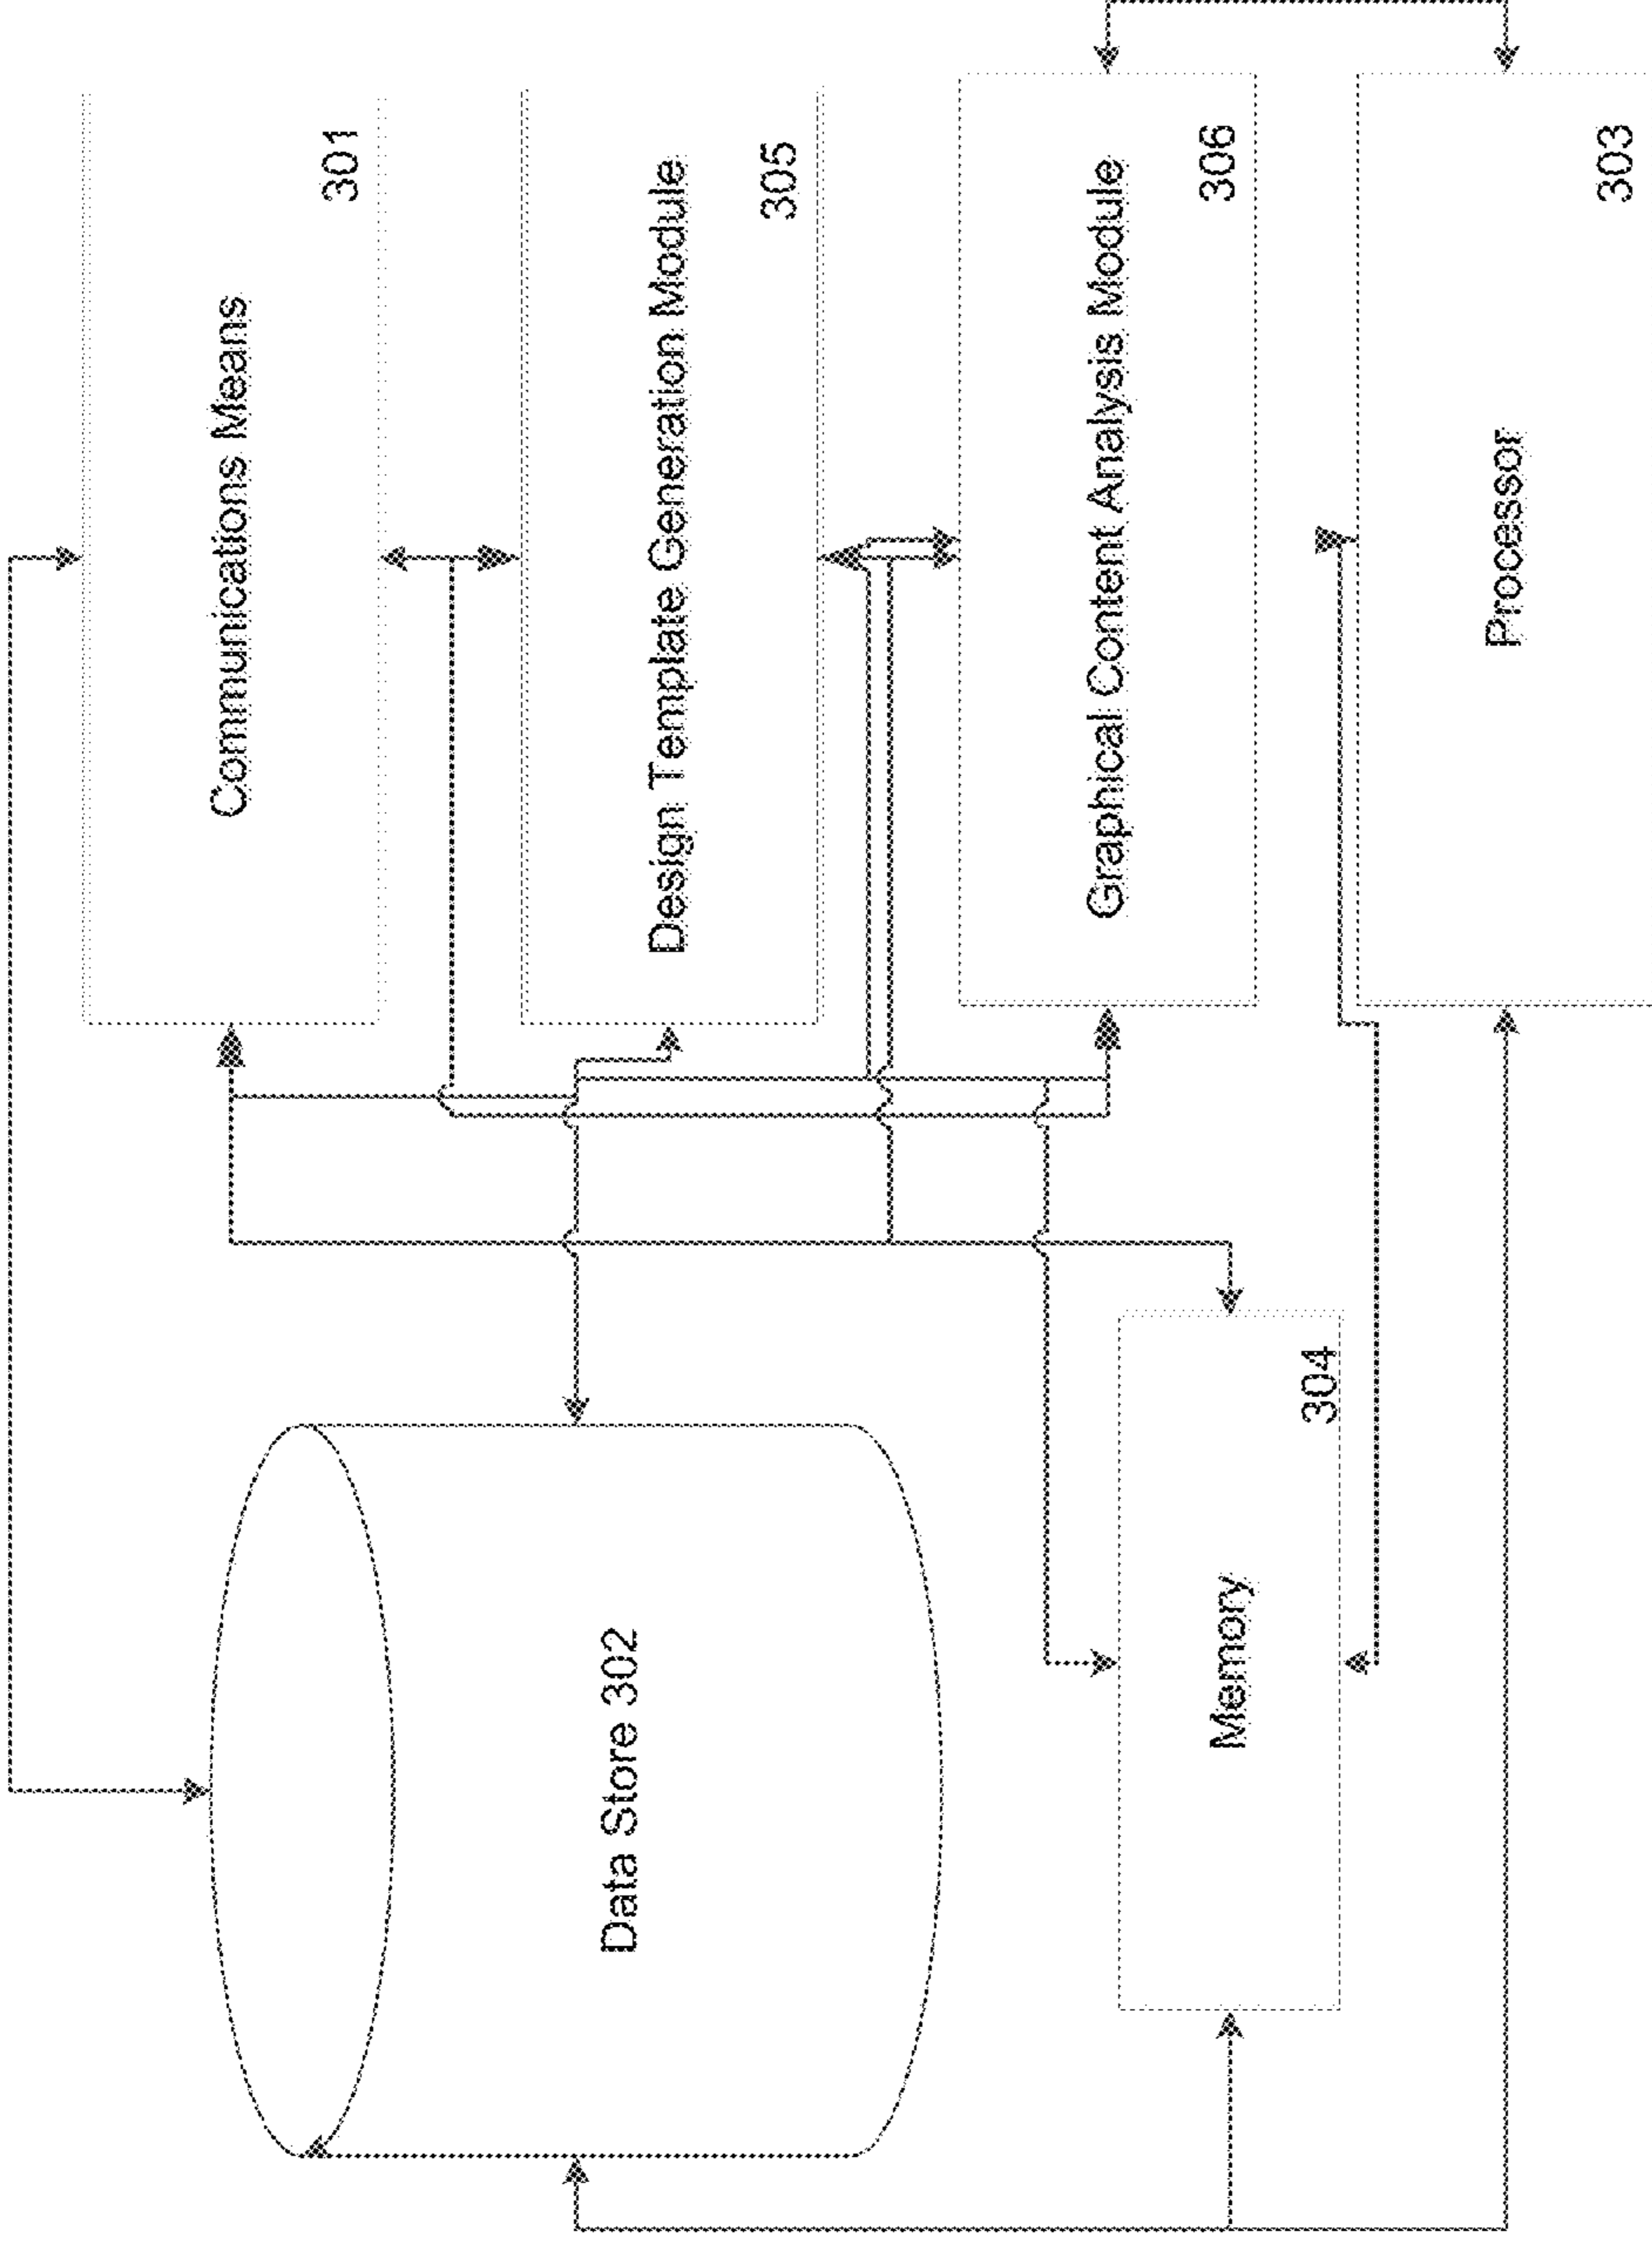 Communications Means
301
Design Template Generation Module
305
Graphical Content Analysis Module
306
Processor
303
Data Store 302
Memory
304